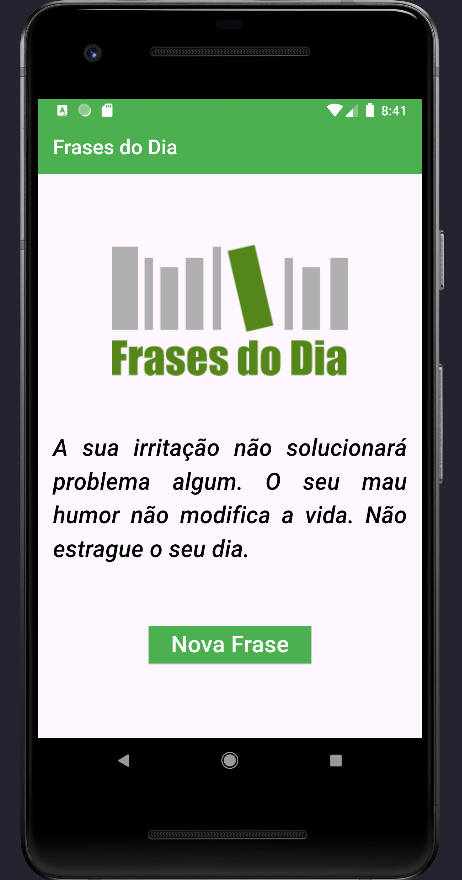 8:41
Frases do Dia
Frases do Dia
A sua irritação não solucionará
problema algum. O seu mau
humor não modifica a vida. Não
estrague o seu dia.
Nova Frase